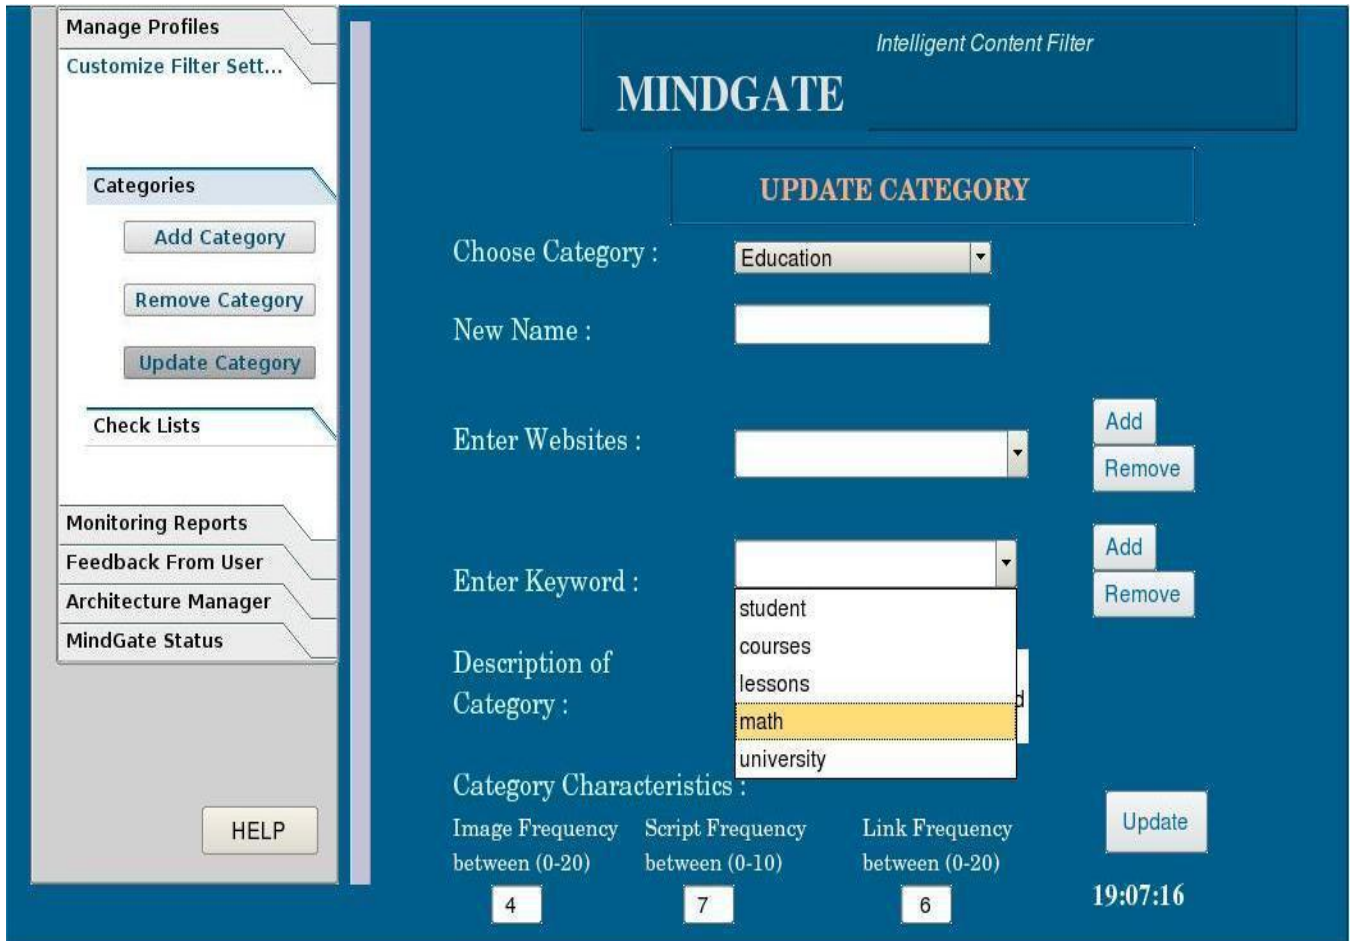 Manage Profiles
Customize Filter Sett...
Categories
Add Category
Remove Category
Update Category
Check Lists
Monitoring Reports
Feedback From User
Architecture Manager
MindGate Status
HELP
Intelligent Content Filter
MINDGATE
UPDATE CATEGORY
Choose Category :
Education
New Name :
Enter Websites :
Add
Remove
Enter Keyword :
Add
Remove
student
courses
lessons
math
university
Description of
Category :
Category Characteristics :
Image Frequency
between (0-20)
4
Script Frequency
between (0-10)
7
Link Frequency
between (0-20)
6
Update
19:07:16